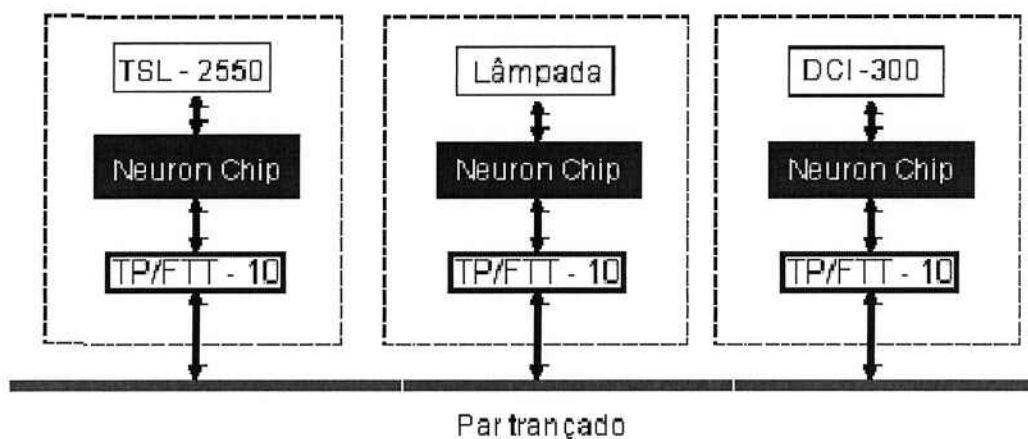 TSL - 2550
Lâmpada
DCI - 300
Neuron Chip
Neuron Chip
Neuron Chip
TP/FTT - 10
TP/FTT - 10
TP/FTT - 10
Par trançado